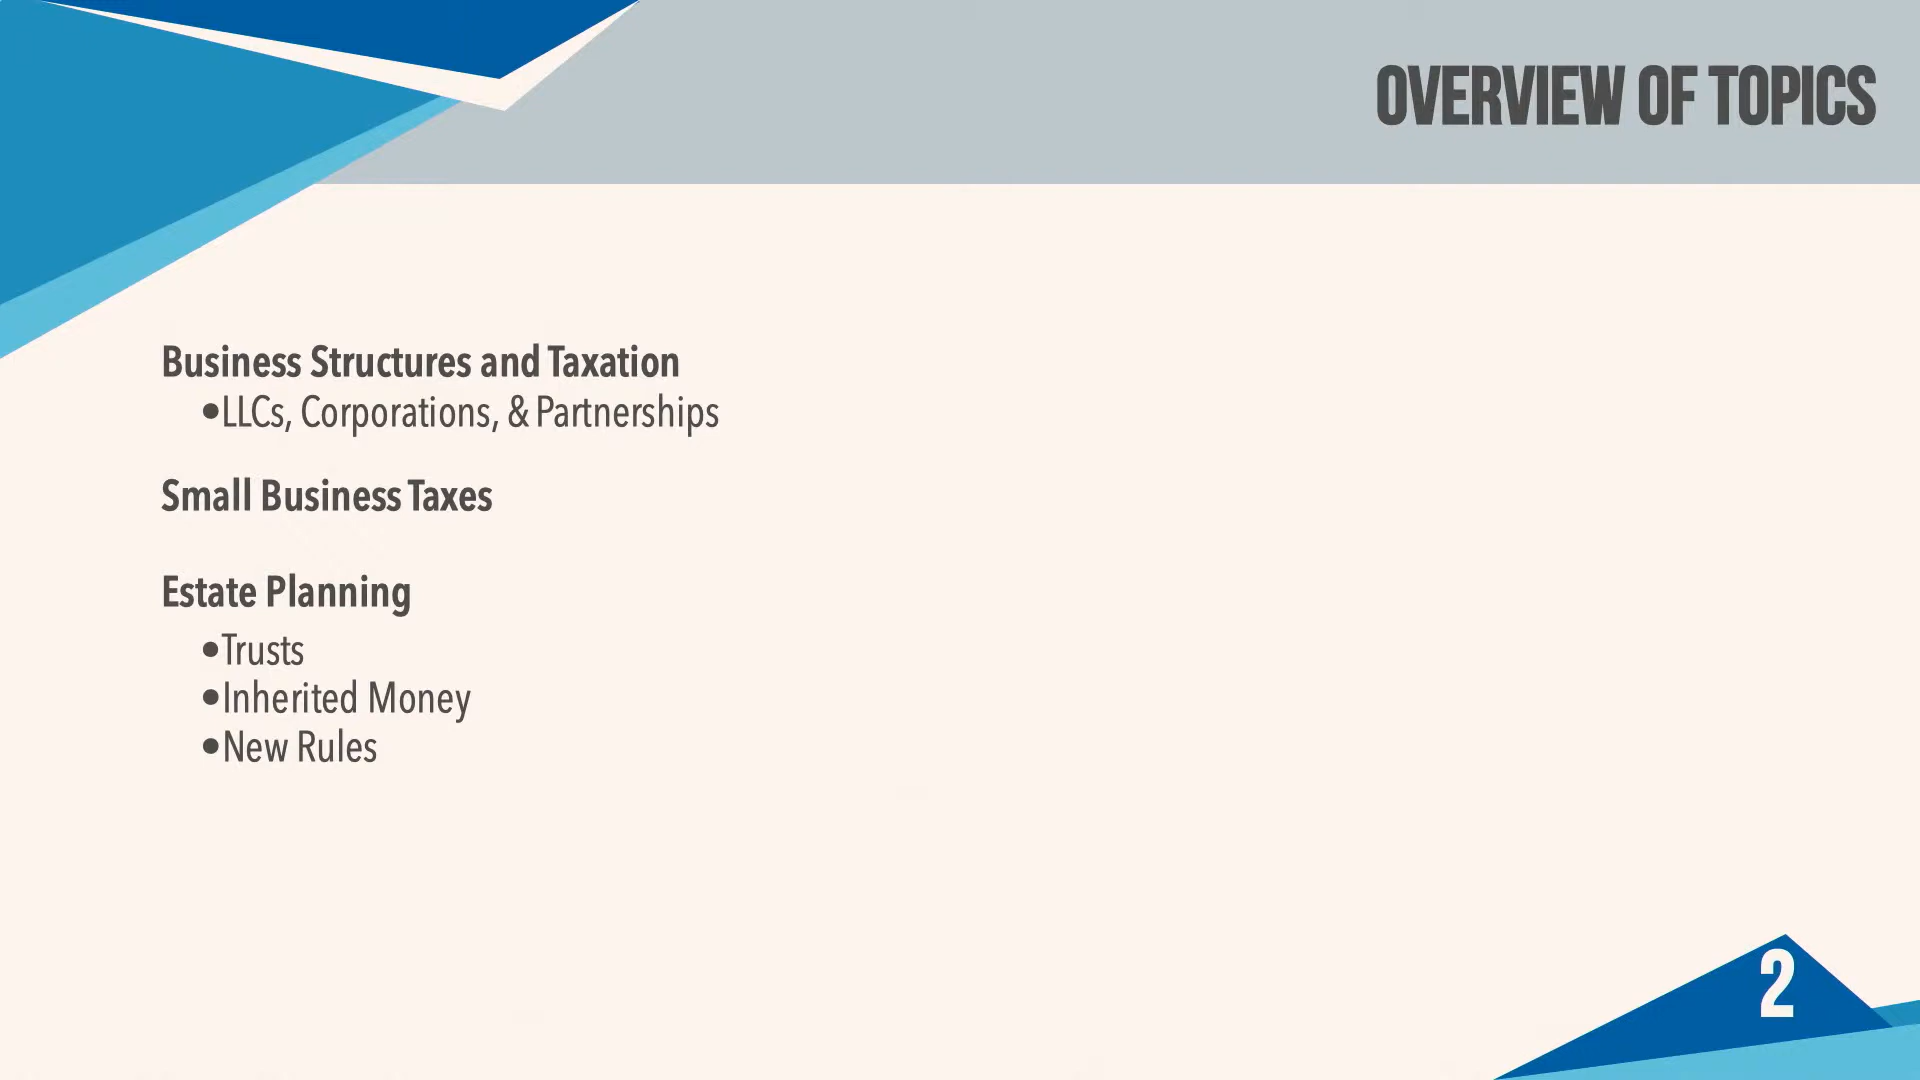 OVERVIEW OF TOPICS
Business Structures and Taxation
•LLCs, Corporations, & Partnerships
Small Business Taxes
Estate Planning
•Trusts
•Inherited Money
•New Rules
2